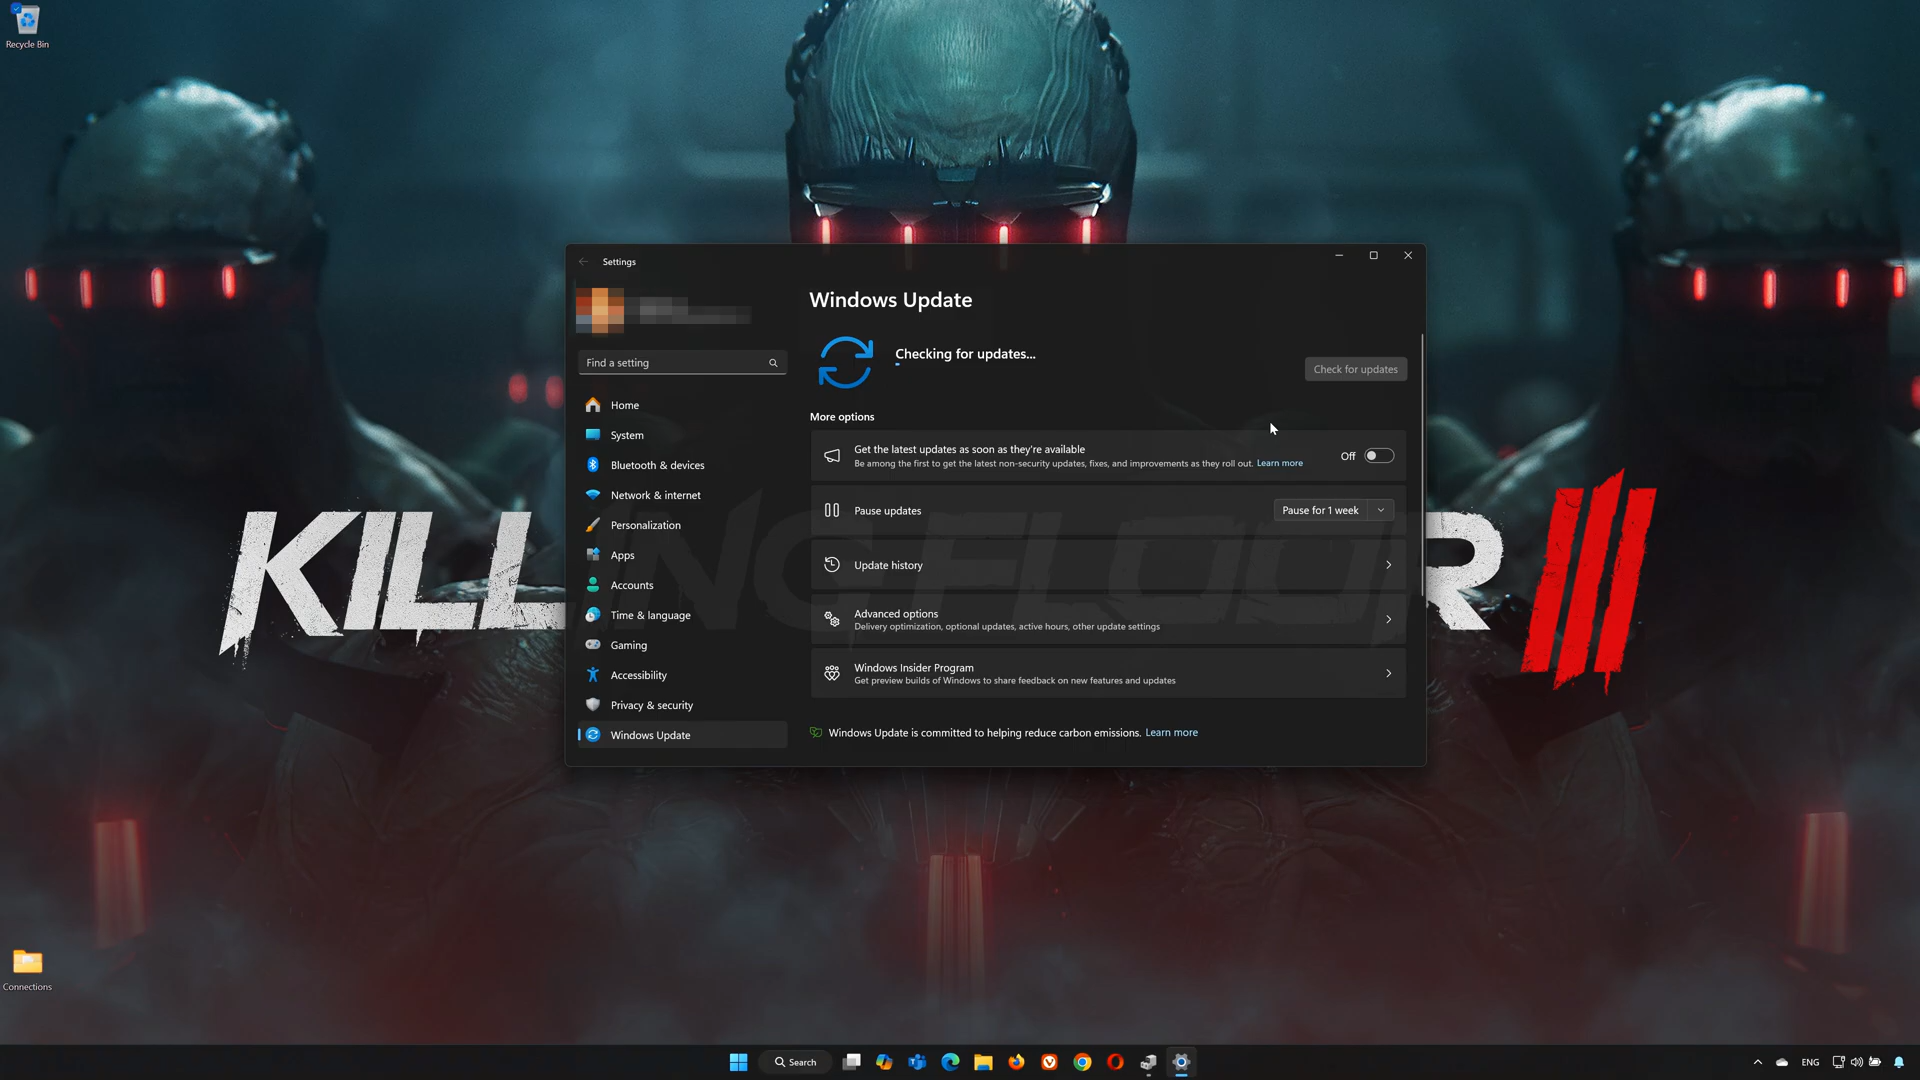 Recycle Bin
Settings
Find a setting
Home
System
Bluetooth & devices
Network & internet
Personalization
Apps
Accounts
Time & language
Gaming
Accessibility
Privacy & security
Windows Update
Windows Update
Checking for updates...
Check for updates
More options
Get the latest updates as soon as they're available
Be among the first to get the latest non-security updates, fixes, and improvements as they roll out. Learn more
Off
Pause updates
Pause for 1 week
Update history
Advanced options
Delivery optimization, optional updates, active hours, other update settings
Windows Insider Program
Get preview builds of Windows to share feedback on new features and updates
Windows Update is committed to helping reduce carbon emissions. Learn more
KILLING FLOOR III
Connections
Search
ENG